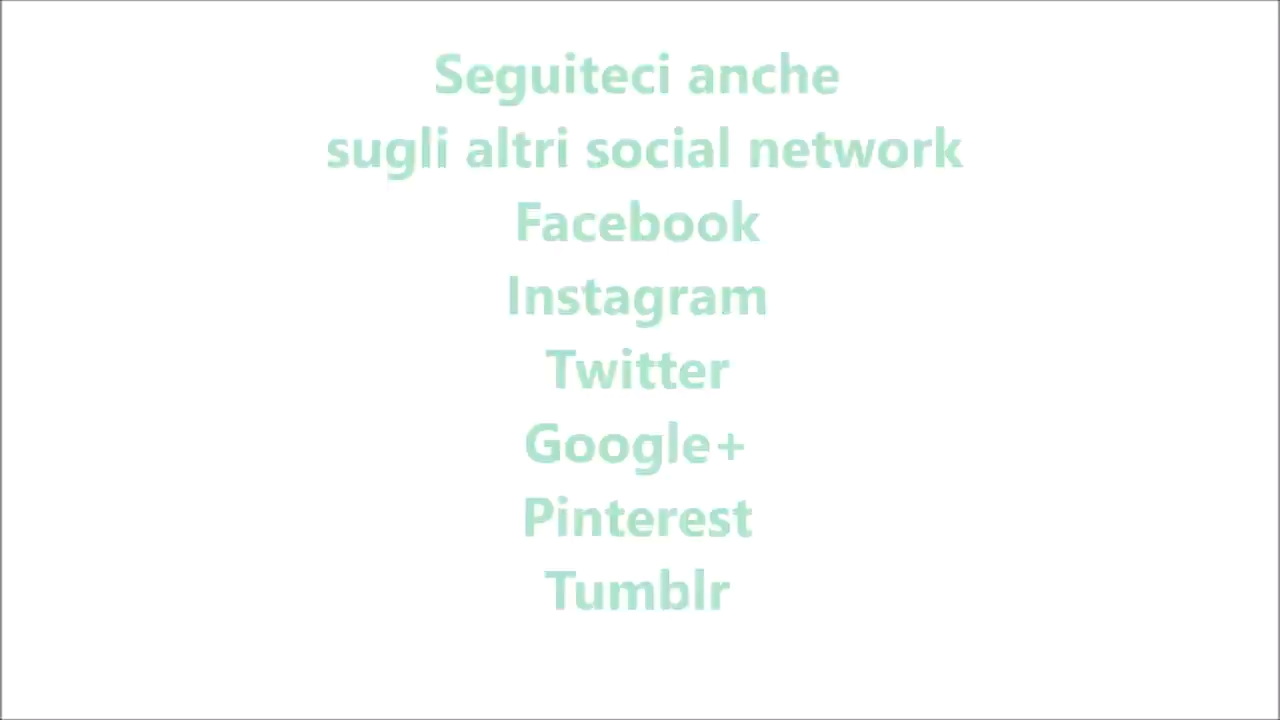 Seguiteci anche
sugli altri social network
Facebook
Instagram
Twitter
Google+
Pinterest
Tumblr